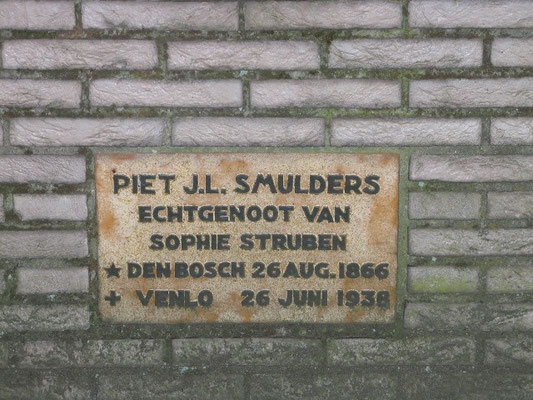 PIET J.L. SMULDERS
ECHTGENOOT VAN
SOPHIE STRUBEN
★ DEN BOSCH 26 AUG. 1866
+ VENLO 26 JUNI 1938